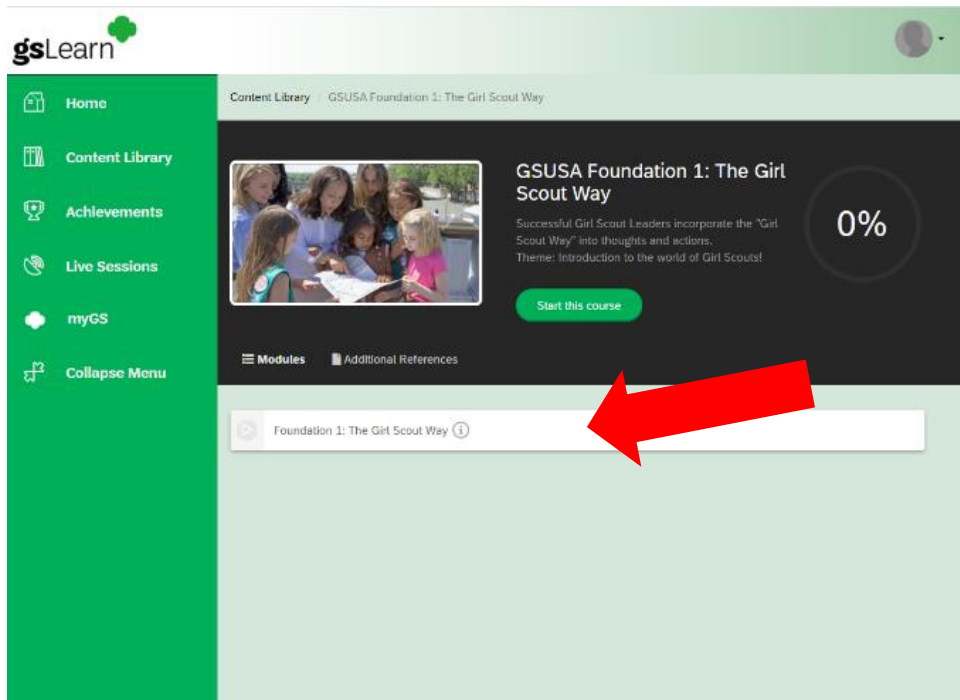 gsLearn
Home
Content Library
Achievements
Live Sessions
myGS
Collapse Menu
Content Library / GSUSA Foundation 1: The Girl Scout Way
GSUSA Foundation 1: The Girl
Scout Way
Successful Girl Scout Leaders incorporate the "Girl
Scout Way" into thoughts and actions.
Theme: Introduction to the world of Girl Scouts!
0%
Start this course
Modules
Additional References
Foundation 1: The Girl Scout Way